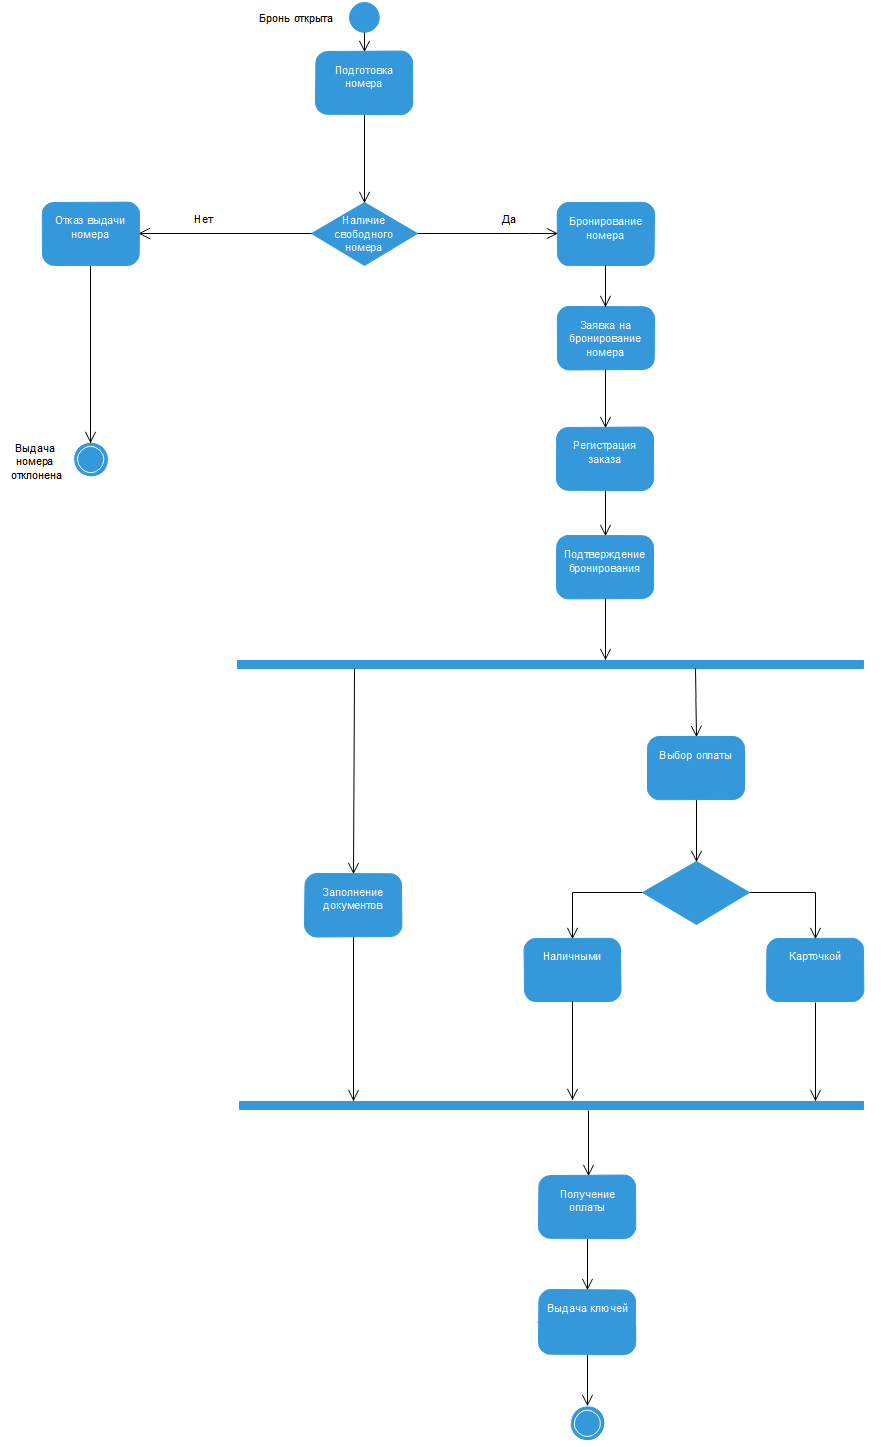 Бронь открыта
Подготовка
номера
Отказ выдачи
номера
Нет
Наличие
свободного
номера
Да
Бронирование
номера
Заявка на
бронирование
номера
Выдача
номера
отклонена
Регистрация
заказа
Подтверждение
бронирования
Выбор оплаты
Заполнение
документов
Наличными
Карточкой
Получение
оплаты
Выдача ключей